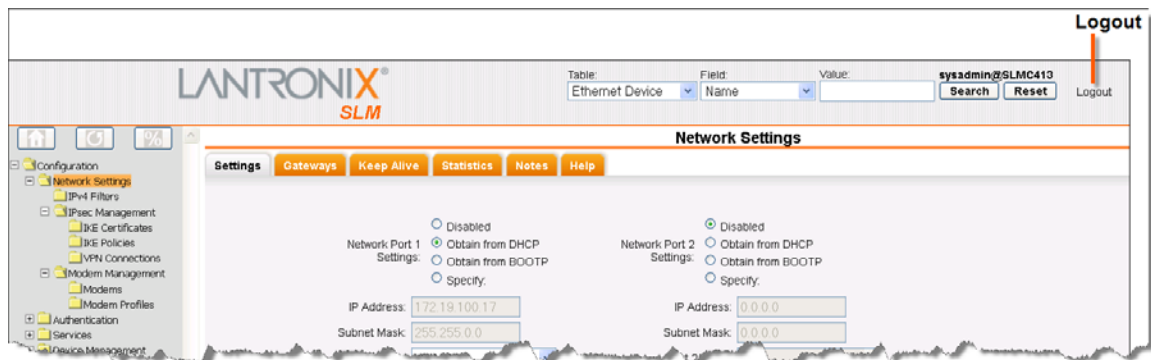 Logout
LANTRONIX®
SLM
Table:
Field:
Value:
sysadmin@SLMC413
Ethernet Device
Name
Search
Reset
Logout
Network Settings
Configuration
Network Settings
IPv4 Filters
IPsec Management
IKE Certificates
IKE Policies
VPN Connections
Modem Management
Modems
Modem Profiles
Authentication
Services
Device Management
Settings
Gateways
Keep Alive
Statistics
Notes
Help
Network Port 1
Settings:
Disabled
Obtain from DHCP
Obtain from BOOTP
Specify:
IP Address: 172.19.100.17
Subnet Mask: 255.255.0.0
Network Port 2
Settings:
Disabled
Obtain from DHCP
Obtain from BOOTP
Specify:
IP Address: 0.0.0.0
Subnet Mask: 0.0.0.0